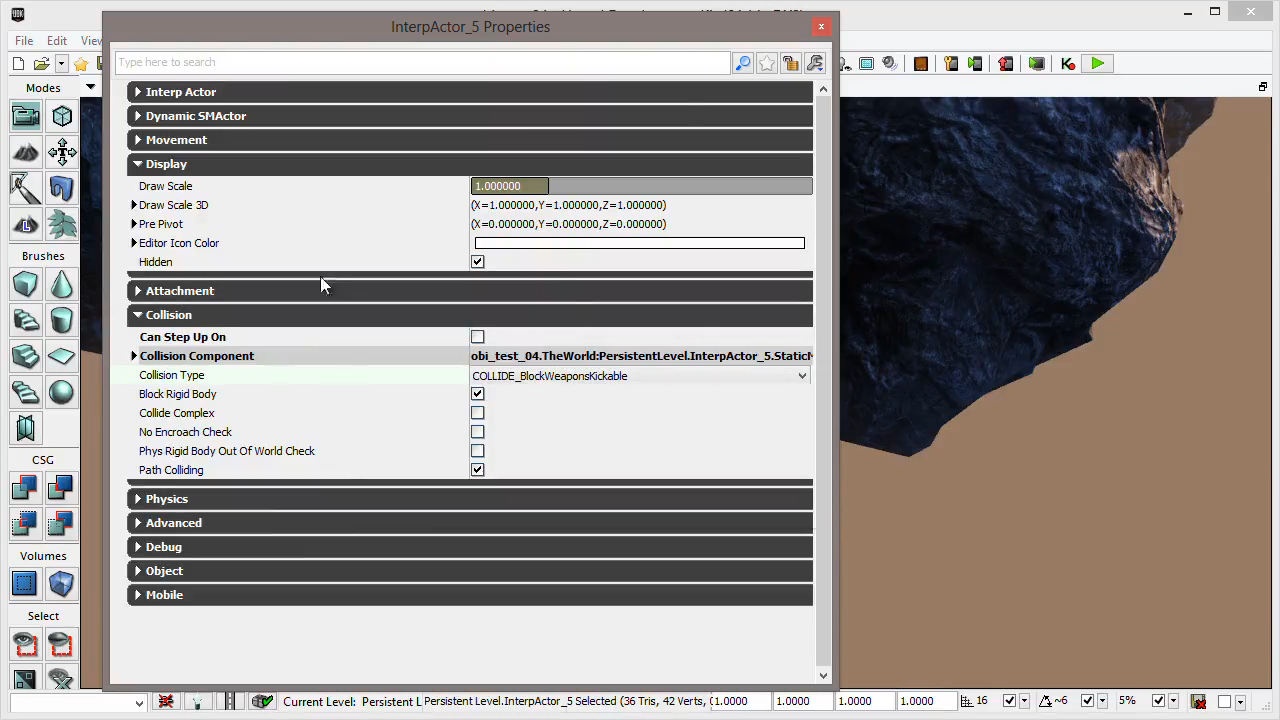 InterpActor_5 Properties
File Edit
Type here to search
Modes
Interp Actor
Dynamic SMActor
Movement
Display
Draw Scale 1.000000
Draw Scale 3D (X=1.000000,Y=1.000000,Z=1.000000)
Pre Pivot (X=0.000000,Y=0.000000,Z=0.000000)
Editor Icon Color
Brushes
Hidden
Attachment
Collision
Can Step Up On
Collision Component obj_test_04.TheWorld:PersistentLevel.InterpActor_5.Static
Collision Type COLLIDE_BlockWeaponsKickable
Block Rigid Body
Collide Complex
No Encroach Check
Phys Rigid Body Out Of World Check
CSG
Path Colliding
Physics
Advanced
Debug
Volumes
Object
Mobile
Select
Current Level: Persistent L Persistent Level.InterpActor_5 Selected (36 Tris, 42 Verts, 1.0000 1.0000 1.0000 1.0000 16 ~6 5%